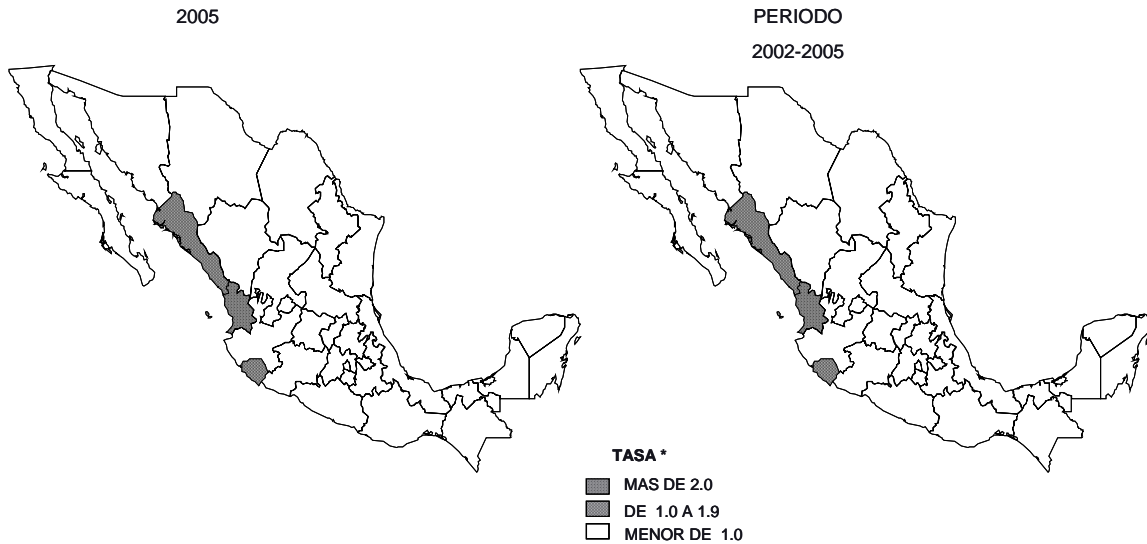 2005
PERIODO
2002-2005
TASA *
MAS DE 2.0
DE 1.0 A 1.9
MENOR DE 1.0